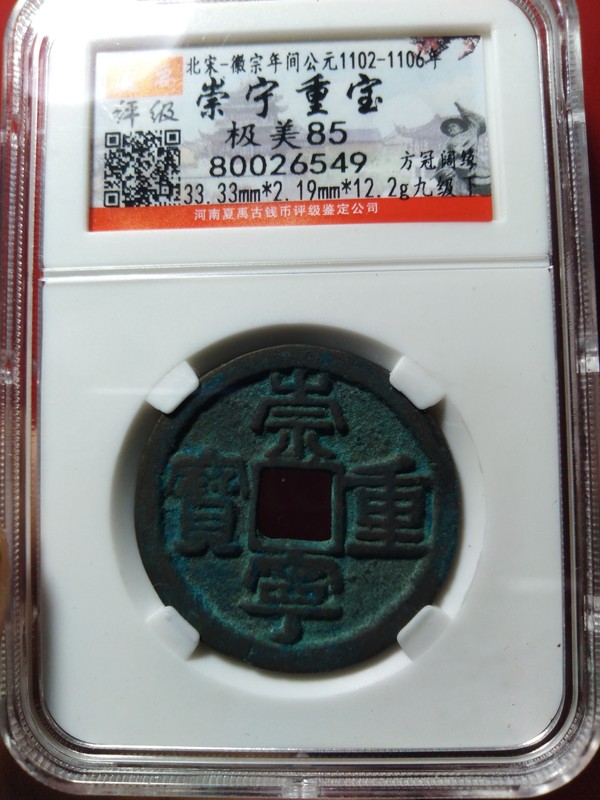 北宋-徽宗年间公元1102-1106年
崇宁重宝
评级
极美85
80026549
方冠阔缘
33.33mm*2.19mm*12.2g九级下
河南夏禹古钱币评级鉴定公司
崇
寶 重
寧